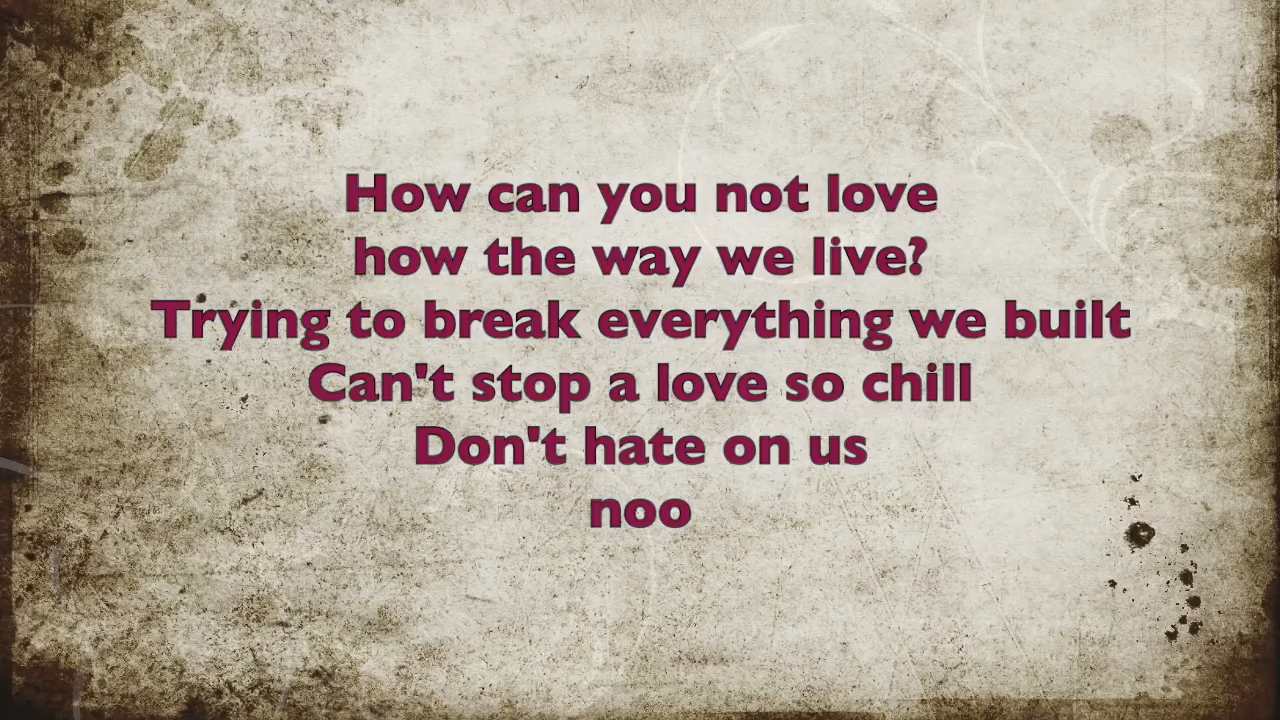 How can you not love
how the way we live?
Trying to break everything we built
Can't stop a love so chill
Don't hate on us
noo